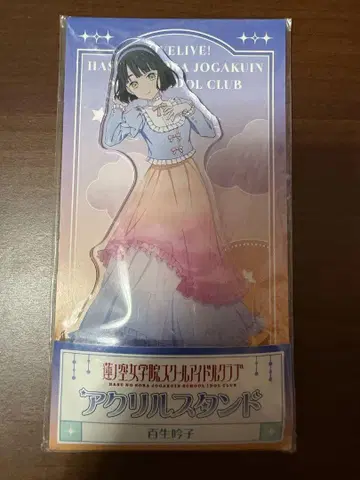 VELIVE!
HAS RA JOGAKUIN
OL CLUB
蓮ノ空女学院スクールアイドルクラブ
HASU NO SORA JOGAKUIN SCHOOL IDOL CLUB
アクリルスタンド
百生吟子